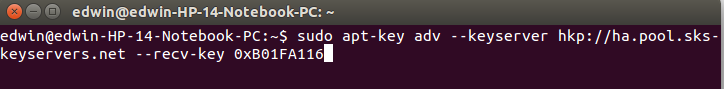 edwin@edwin-HP-14-Notebook-PC: ~
edwin@edwin-HP-14-Notebook-PC:~$ sudo apt-key adv --keyserver hkp://ha.pool.sks-
keyservers.net --recv-key 0xB01FA116